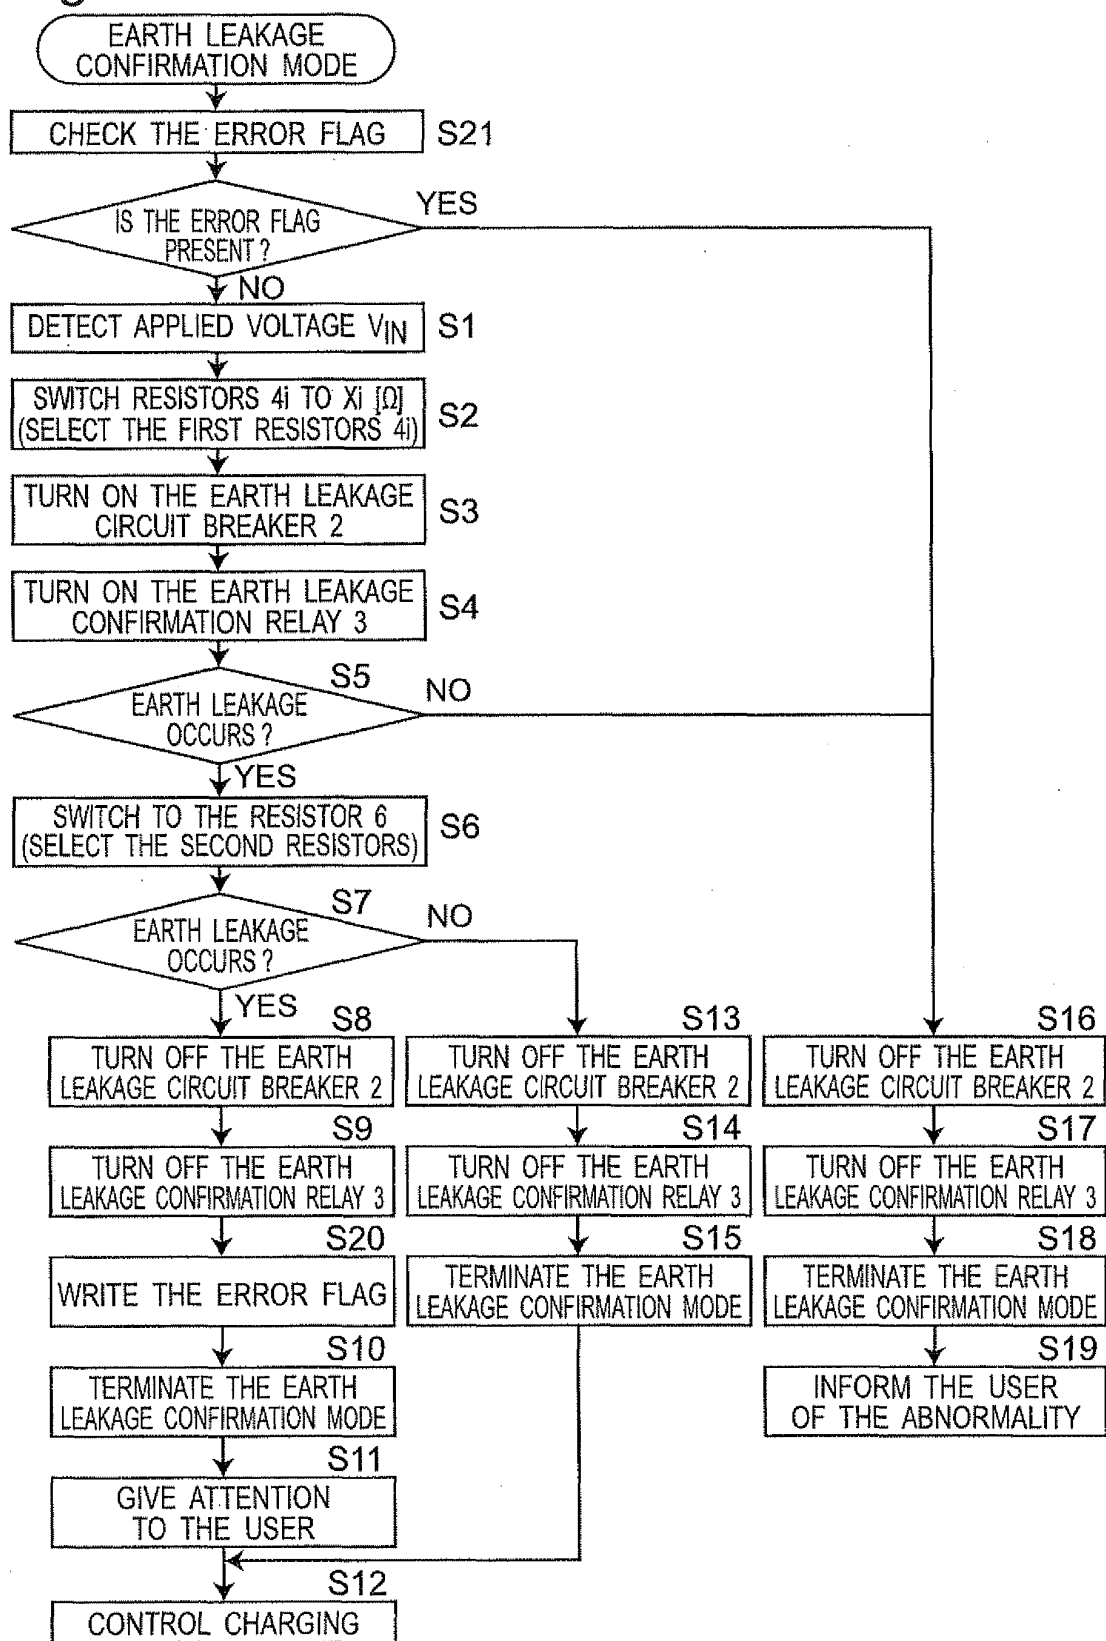 EARTH LEAKAGE
CONFIRMATION MODE
CHECK THE ERROR FLAG
S21
IS THE ERROR FLAG
PRESENT?
YES
NO
DETECT APPLIED VOLTAGE VIN
S1
SWITCH RESISTORS 4i TO Xi [Ω]
(SELECT THE FIRST RESISTORS 4i)
S2
TURN ON THE EARTH LEAKAGE
CIRCUIT BREAKER 2
S3
TURN ON THE EARTH LEAKAGE
CONFIRMATION RELAY 3
S4
S5
EARTH LEAKAGE
OCCURS?
NO
YES
SWITCH TO THE RESISTOR 6
(SELECT THE SECOND RESISTORS)
S6
S7
EARTH LEAKAGE
OCCURS?
NO
YES
S8
TURN OFF THE EARTH
LEAKAGE CIRCUIT BREAKER 2
S9
TURN OFF THE EARTH
LEAKAGE CONFIRMATION RELAY 3
S20
WRITE THE ERROR FLAG
S10
TERMINATE THE EARTH
LEAKAGE CONFIRMATION MODE
S11
GIVE ATTENTION
TO THE USER
S12
CONTROL CHARGING
S13
TURN OFF THE EARTH
LEAKAGE CIRCUIT BREAKER 2
S14
TURN OFF THE EARTH
LEAKAGE CONFIRMATION RELAY 3
S15
TERMINATE THE EARTH
LEAKAGE CONFIRMATION MODE
S16
TURN OFF THE EARTH
LEAKAGE CIRCUIT BREAKER 2
S17
TURN OFF THE EARTH
LEAKAGE CONFIRMATION RELAY 3
S18
TERMINATE THE EARTH
LEAKAGE CONFIRMATION MODE
S19
INFORM THE USER
OF THE ABNORMALITY